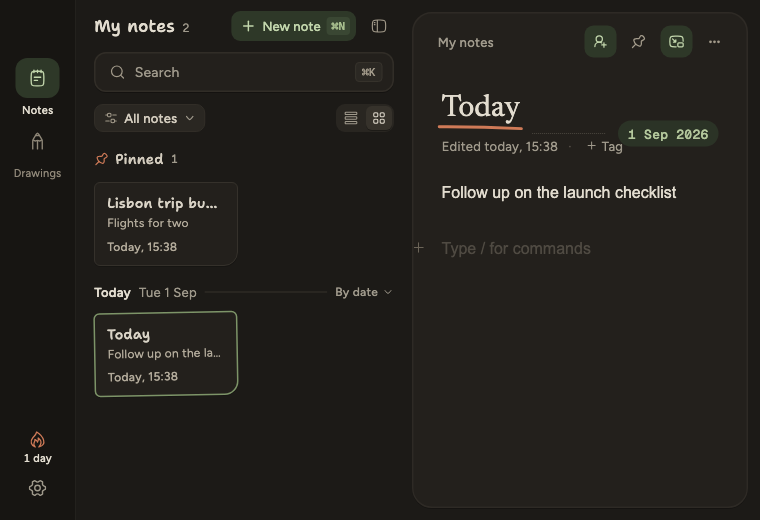 Notes
Drawings
1 day
My notes 2
New note ⌘N
Search ⌘K
All notes
Pinned 1
Lisbon trip bu...
Flights for two
Today, 15:38
Today Tue 1 Sep By date
Today
Follow up on the la...
Today, 15:38
My notes
Today
1 Sep 2026
Edited today, 15:38 · + Tag
Follow up on the launch checklist
Type / for commands